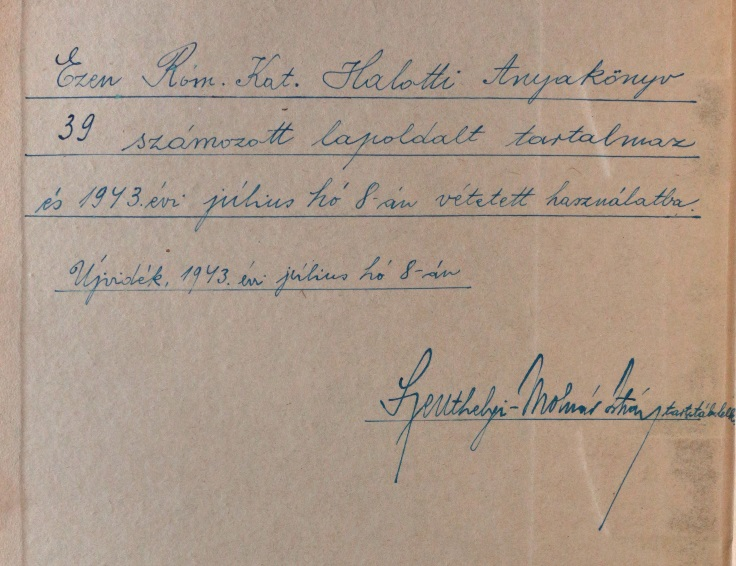 Ezen Róm. Kat. Halotti Anyakönyv
39 számozott lapoldalt tartalmaz
és 1943. évi július hó 8-án vétetett használatba.
Újvidék, 1943. évi július hó 8-án
Szenthelyi-Molnár István